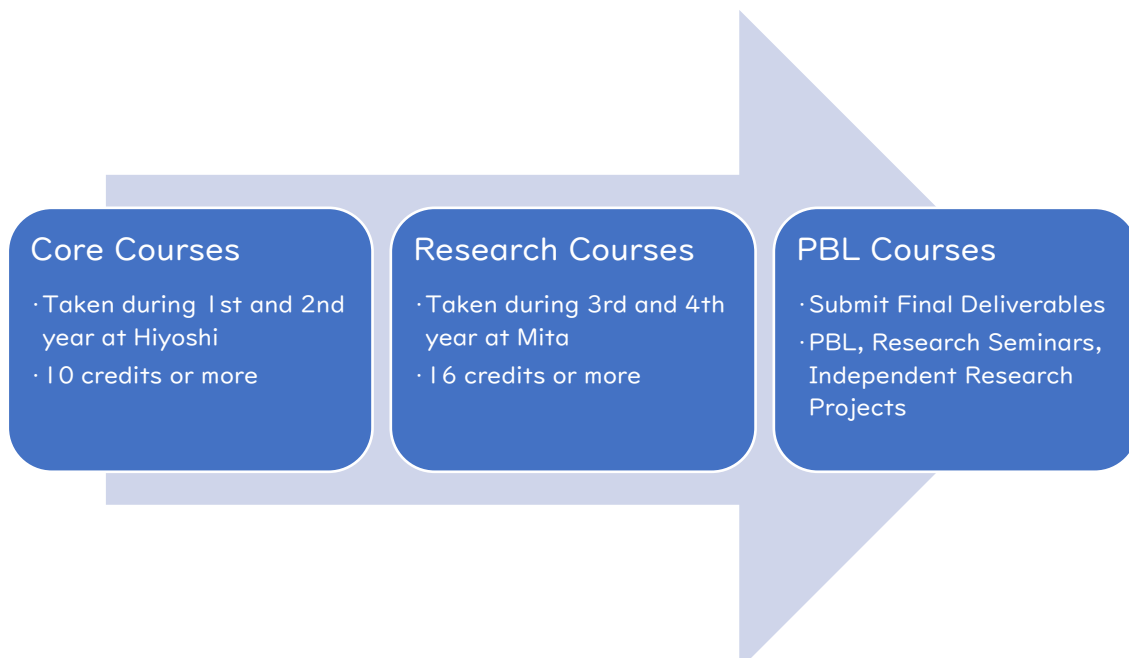 Core Courses
·Taken during 1st and 2nd
year at Hiyoshi
·10 credits or more
Research Courses
·Taken during 3rd and 4th
year at Mita
·16 credits or more
PBL Courses
·Submit Final Deliverables
·PBL, Research Seminars,
Independent Research
Projects